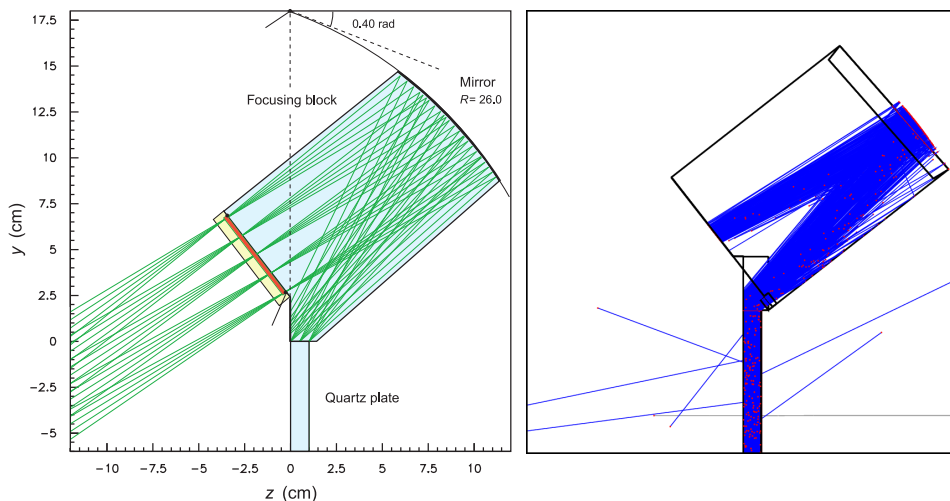 17.5
15
12.5
10
7.5
5
2.5
0
-2.5
-5
y (cm)
0.40 rad
Mirror
R= 26.0
Focusing block
Quartz plate
-10 -7.5 -5 -2.5 0 2.5 5 7.5 10
z (cm)